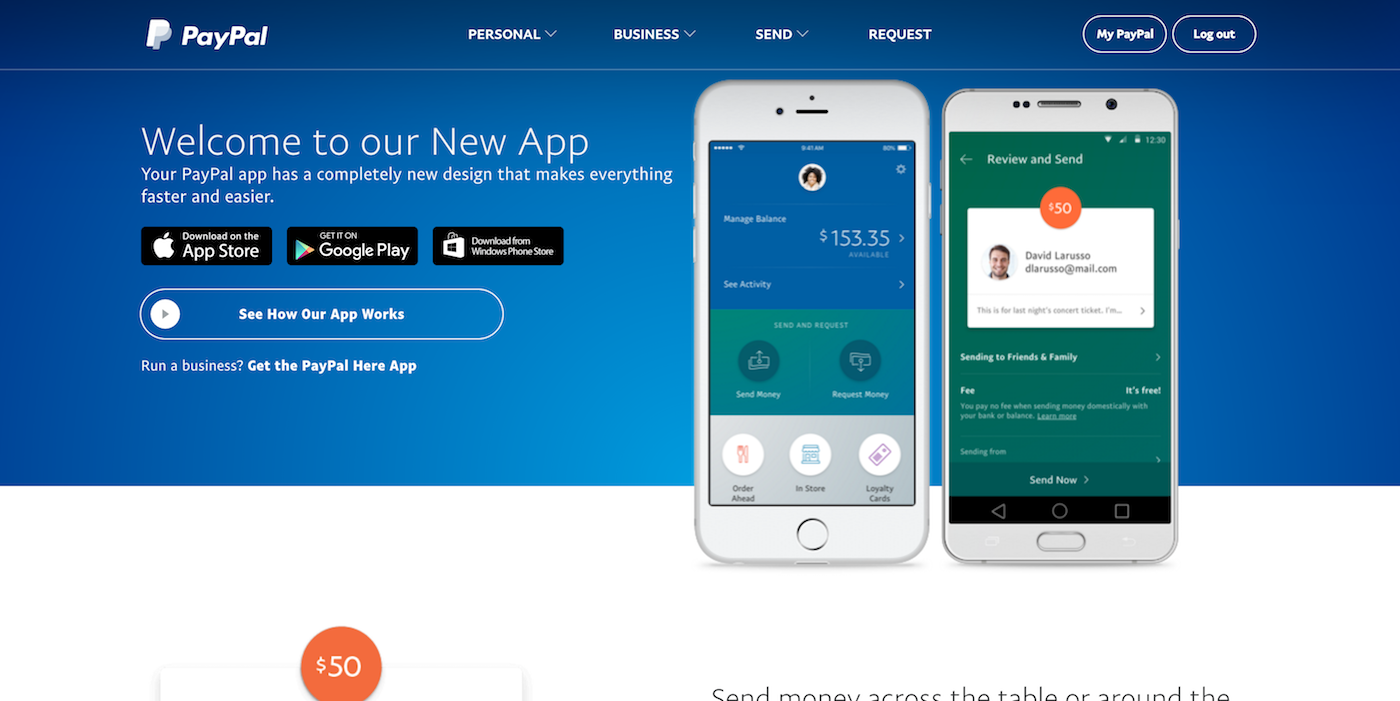 PayPal
PERSONAL
BUSINESS
SEND
REQUEST
My PayPal
Log out
Welcome to our New App
Your PayPal app has a completely new design that makes everything
faster and easier.
Download on the
App Store
GET IT ON
Google Play
Download from
Windows Phone Store
See How Our App Works
Run a business? Get the PayPal Here App
9:41 AM
80%
Manage Balance
$153.35
AVAILABLE
See Activity
SEND AND REQUEST
Send Money
Request Money
Order
Ahead
In Store
Loyalty
Cards
12:30
Review and Send
$50
David Larusso
dlarusso@mail.com
This is for last night's concert ticket. I'm...
Sending to Friends & Family
Fee
It's free!
You pay no fee when sending money domestically with
your bank or balance. Learn more
Sending from
Send Now
$50
Send money across the table or around the